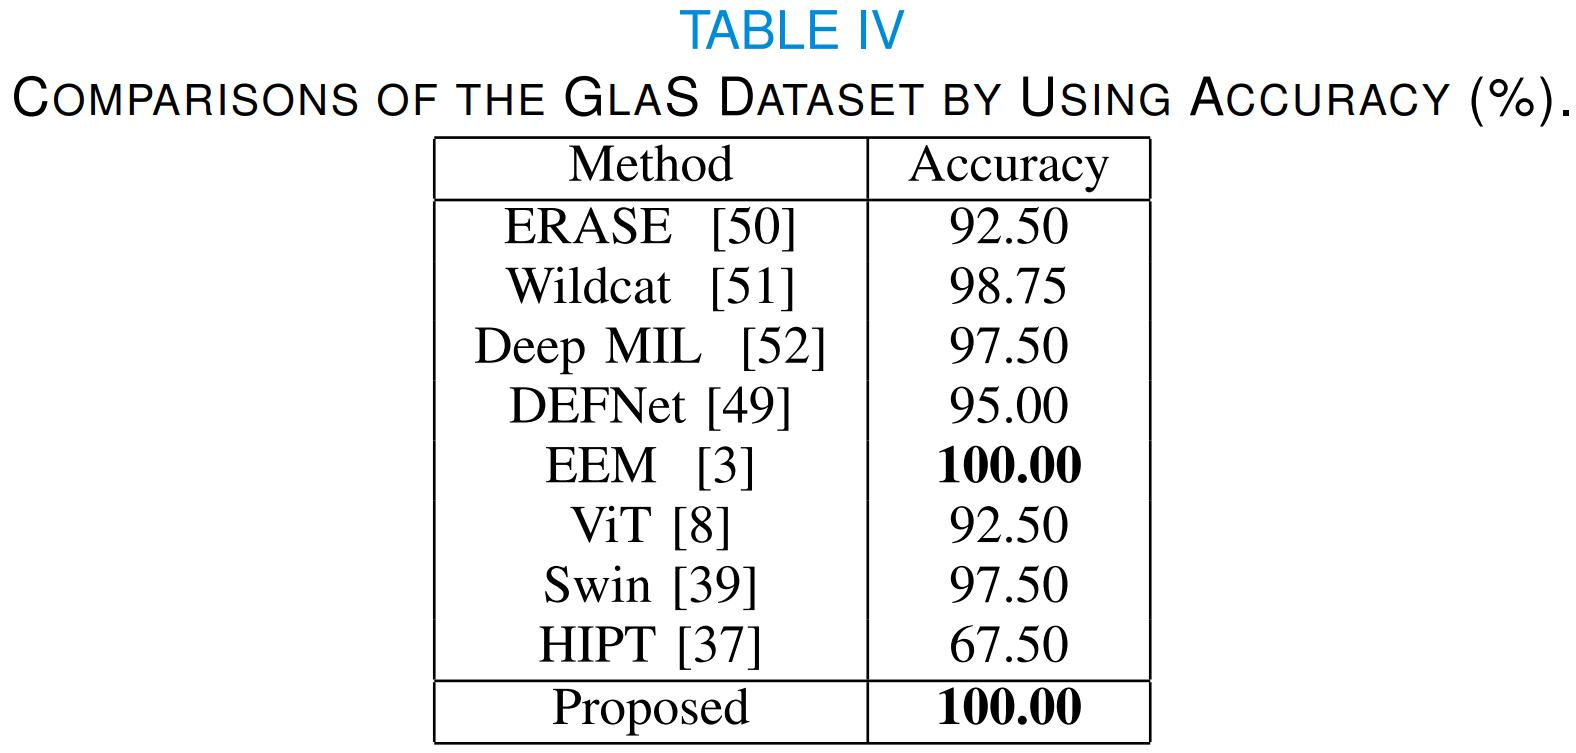 TABLE IV
COMPARISONS OF THE GLAS DATASET BY USING ACCURACY (%).
Method Accuracy
ERASE [50] 92.50
Wildcat [51] 98.75
Deep MIL [52] 97.50
DEFNet [49] 95.00
EEM [3] 100.00
ViT [8] 92.50
Swin [39] 97.50
HIPT [37] 67.50
Proposed 100.00